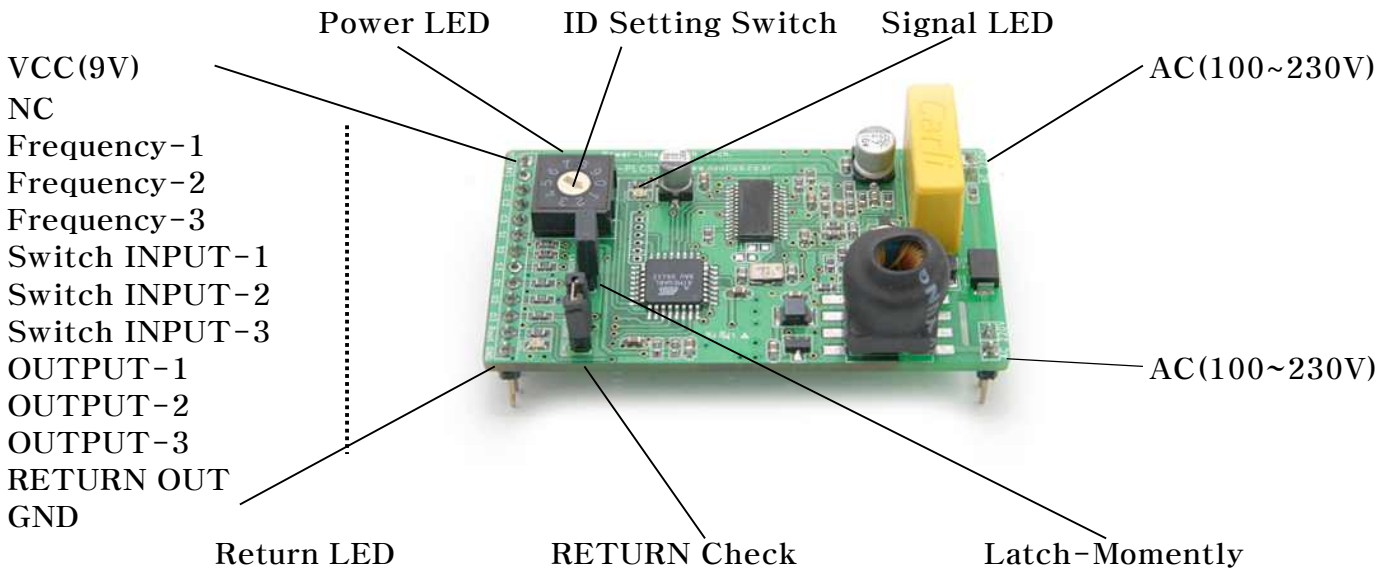 Power LED ID Setting Switch Signal LED
VCC(9V)
AC(100~230V)
NC
Frequency-1
Frequency-2
Frequency-3
Switch INPUT-1
Switch INPUT-2
Switch INPUT-3
OUTPUT-1
AC(100~230V)
OUTPUT-2
OUTPUT-3
RETURN OUT
GND
Return LED RETURN Check Latch-Momently
Carli